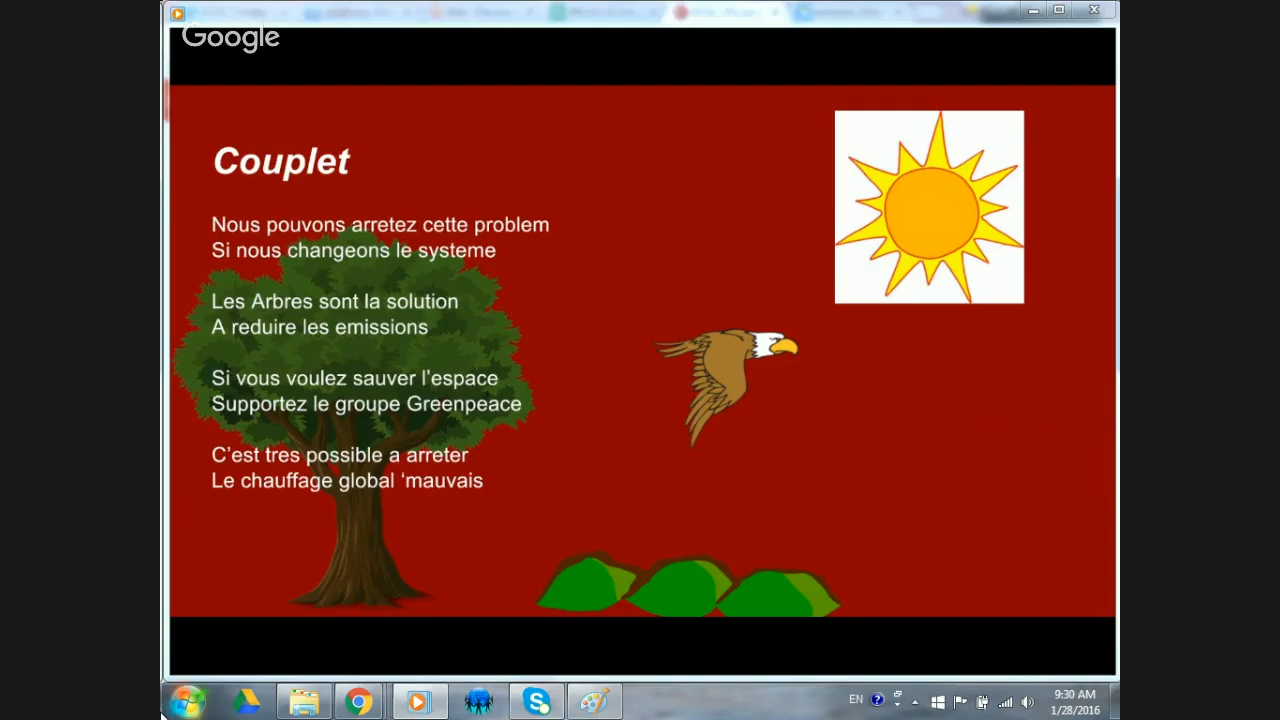 Google
Couplet
Nous pouvons arretez cette problem
Si nous changeons le systeme
Les Arbres sont la solution
A reduire les emissions
Si vous voulez sauver l’espace
Supportez le groupe Greenpeace
C’est tres possible a arreter
Le chauffage global ‘mauvais
EN
9:30 AM
1/28/2016